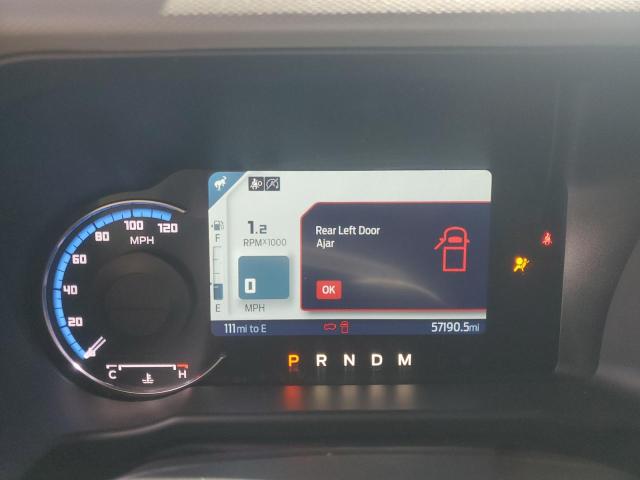 100
80
120
MPH
60
40
20
C
H
F
E
1.2
RPM×1000
0
MPH
Rear Left Door
Ajar
OK
111mi to E
57190.5mi
P R N D M